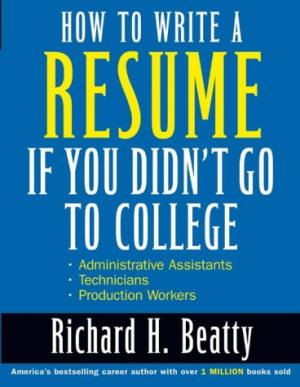 HOW TO WRITE A
RESUME
IF YOU DIDN'T GO
TO COLLEGE
• Administrative Assistants
• Technicians
• Production Workers
Richard H. Beatty
America's bestselling career author with over 1 MILLION books sold